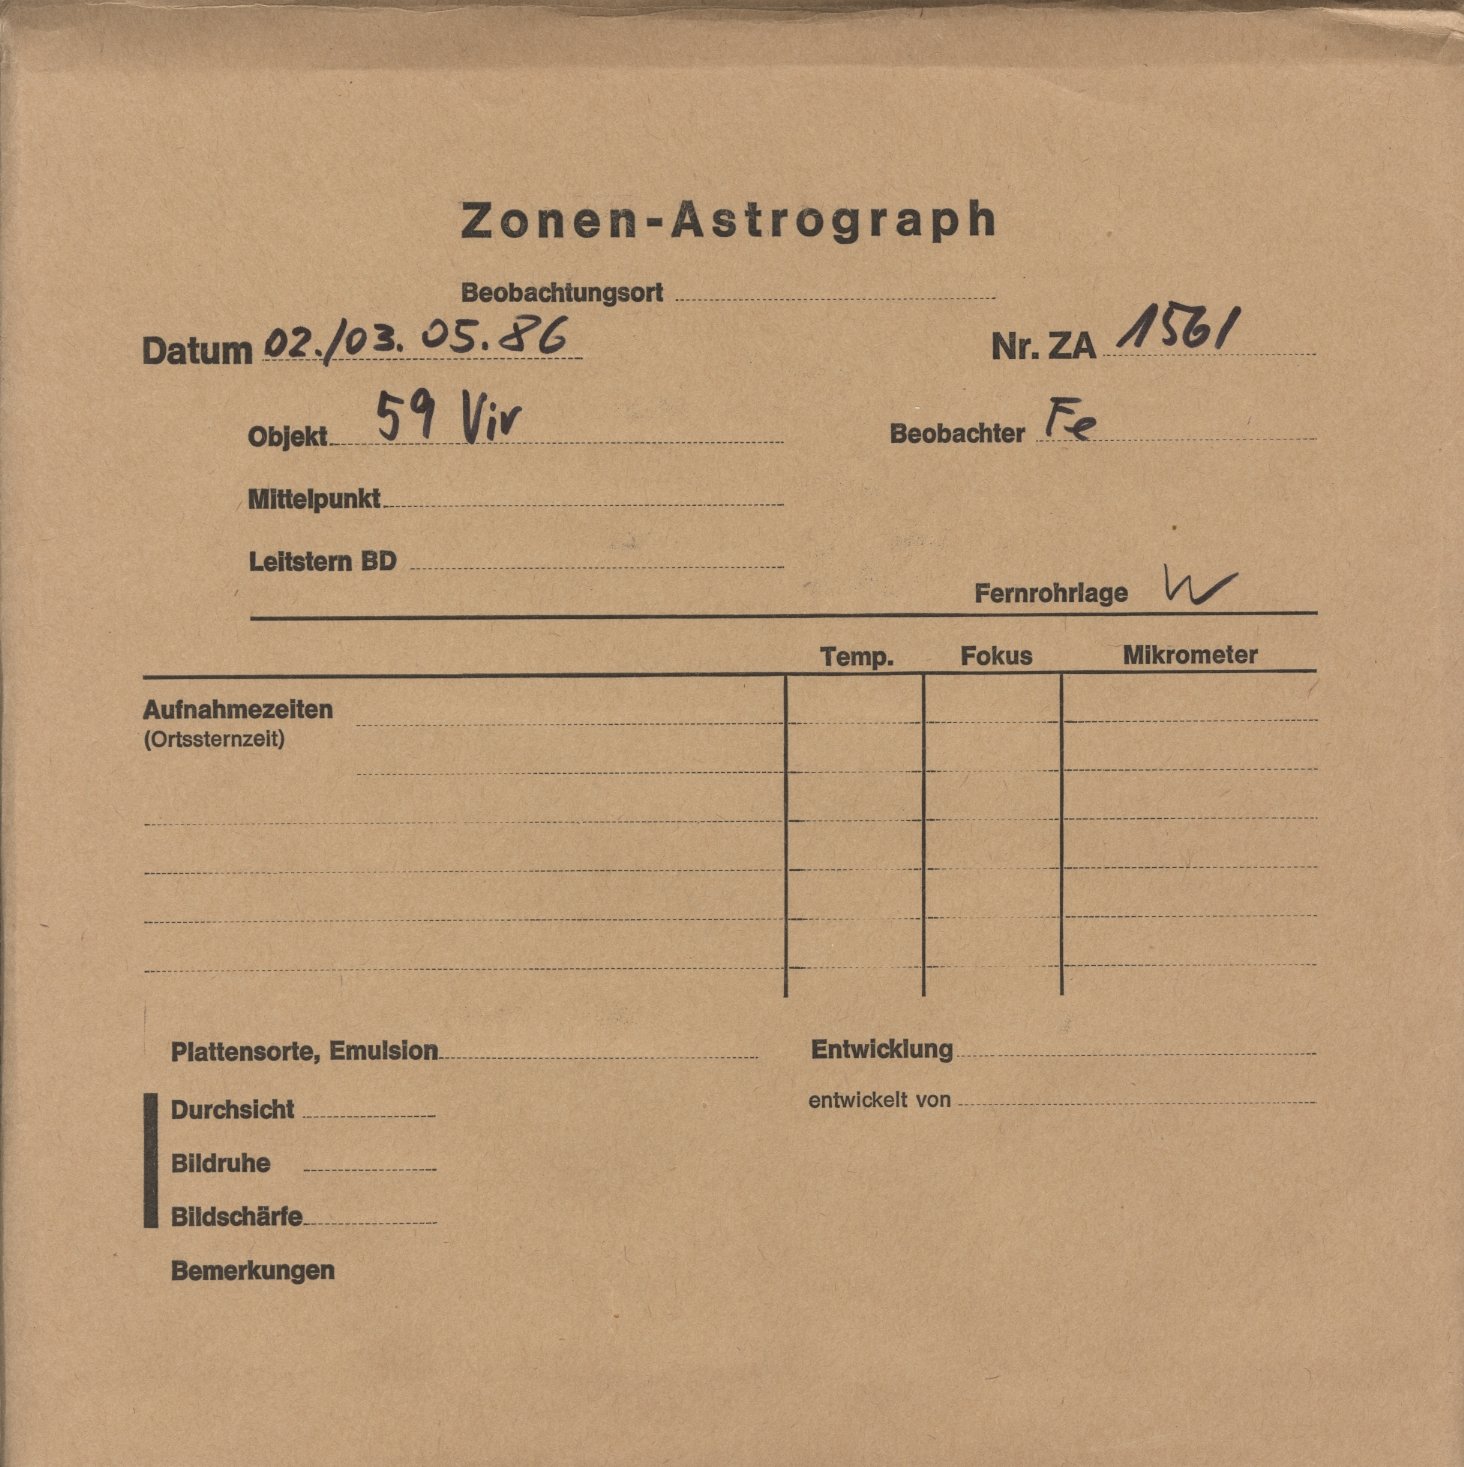 Zonen-Astrograph
Beobachtungsort
Datum 02./03. 05. 86 Nr. ZA 1561
Objekt 59 Vir Beobachter Fe
Mittelpunkt
Leitstern BD
Fernrohrlage W
Temp. Fokus Mikrometer
Aufnahmezeiten
(Ortssternzeit)
Plattensorte, Emulsion Entwicklung
Durchsicht entwickelt von
Bildruhe
Bildschärfe
Bemerkungen